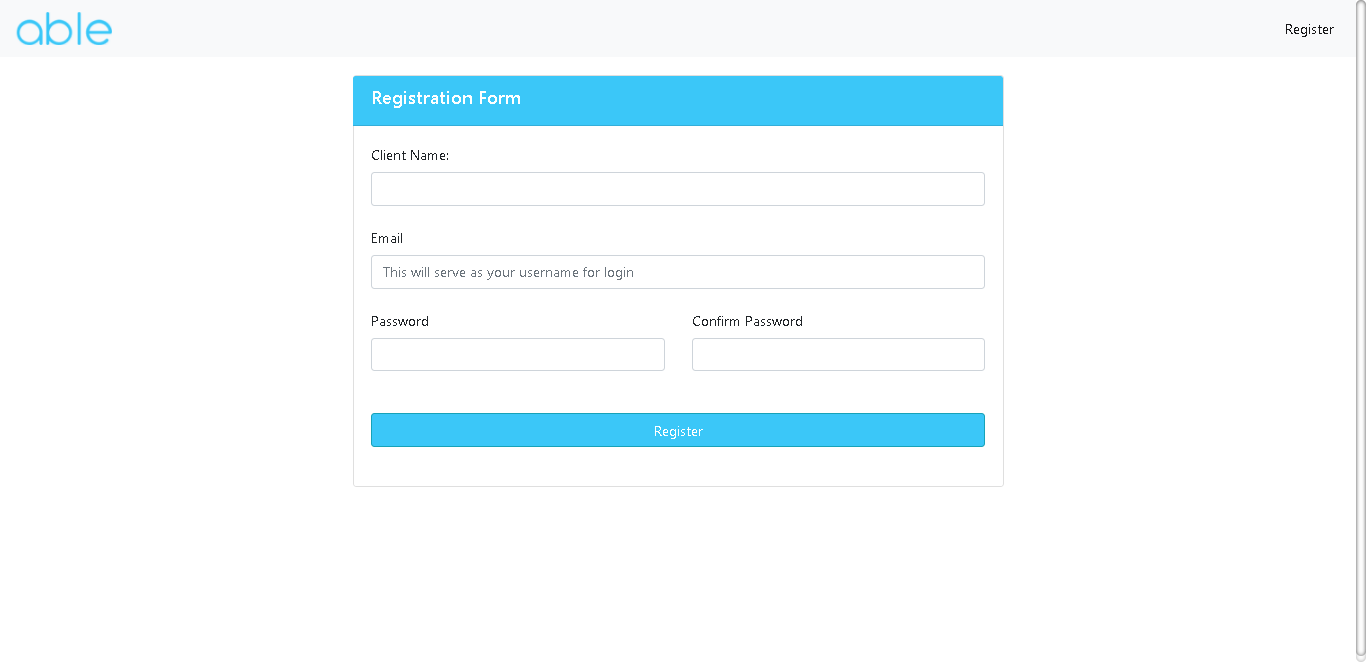 able
Register
Registration Form
Client Name:
Email
This will serve as your username for login
Password
Confirm Password
Register